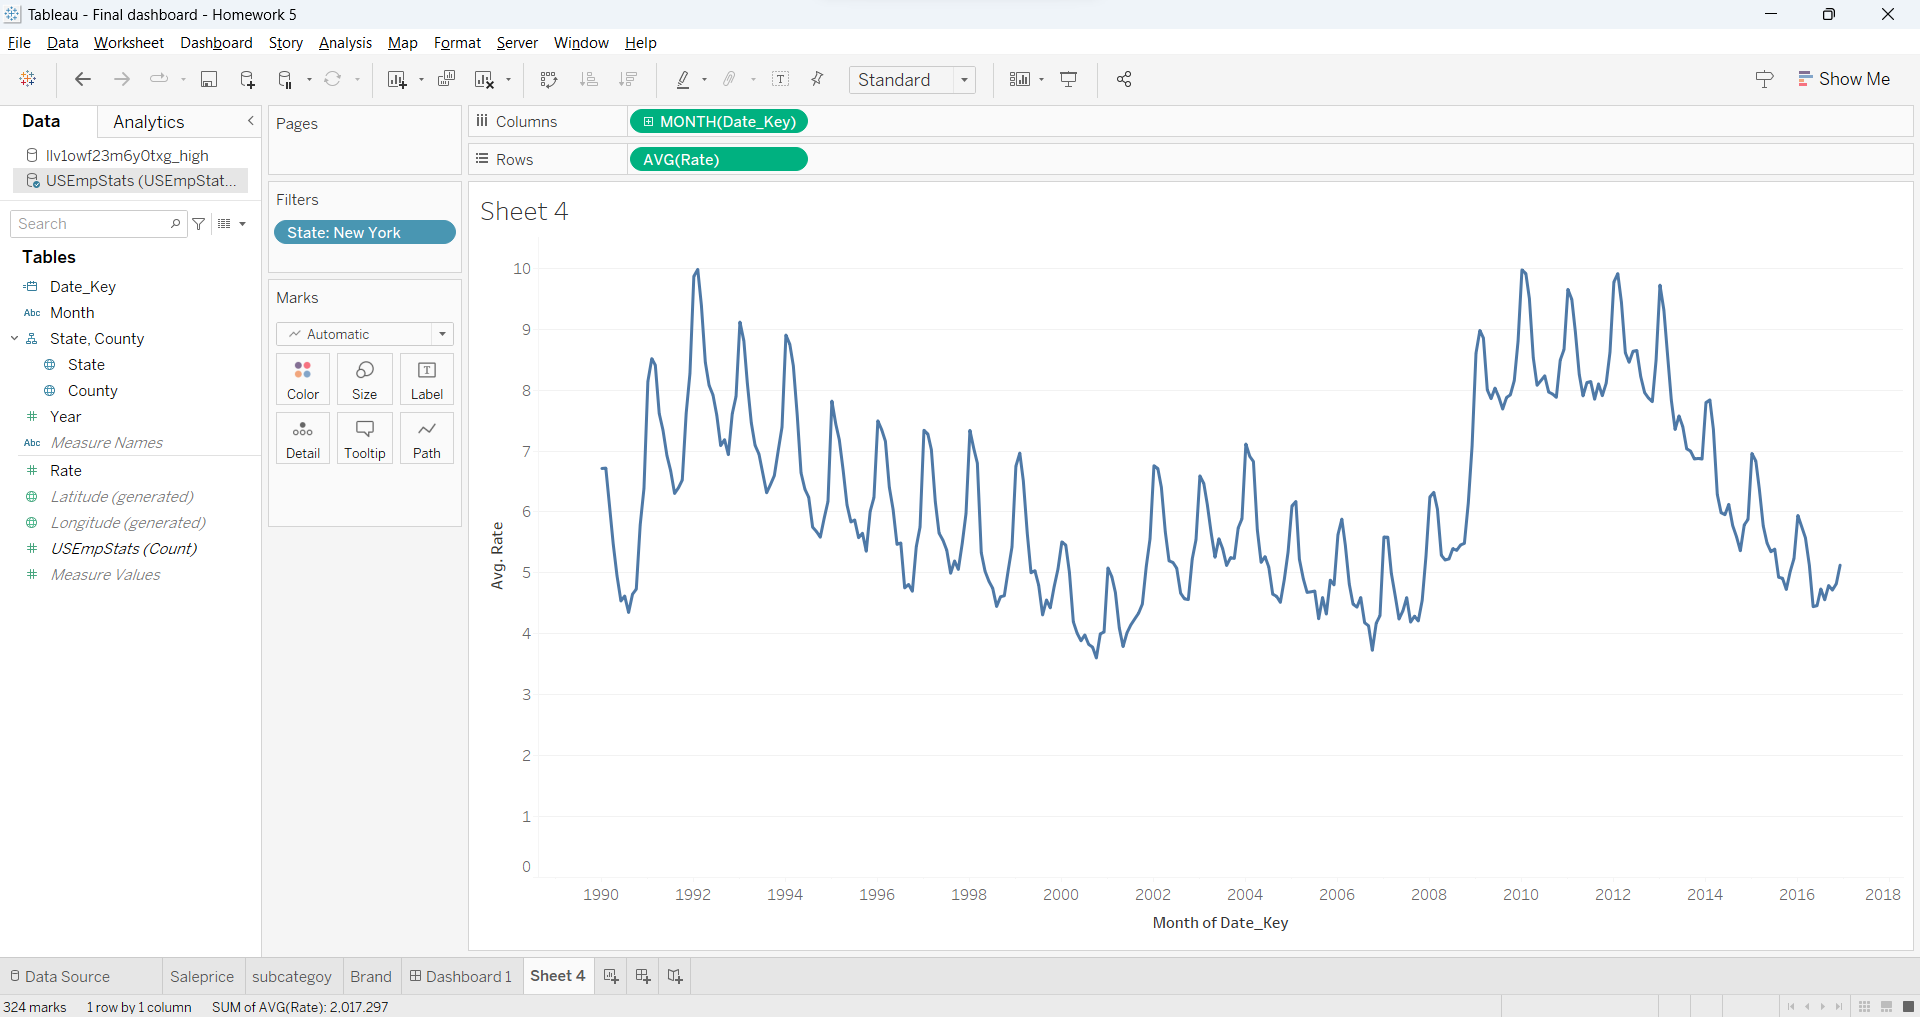 Tableau - Final dashboard - Homework 5
File Data Worksheet Dashboard Story Analysis Map Format Server Window Help
Standard
Show Me
Data Analytics
llv1owf23m6y0txg_high
USEmpStats (USEmpStat...
Search
Tables
Date_Key
Abc Month
State, County
State
County
Year
Abc Measure Names
Rate
Latitude (generated)
Longitude (generated)
USEmpStats (Count)
Measure Values
Pages
Filters
State: New York
Marks
Automatic
Color Size Label
Detail Tooltip Path
Columns MONTH(Date_Key)
Rows AVG(Rate)
Sheet 4
10
9
8
7
6
5
4
3
2
1
0
Avg. Rate
1990 1992 1994 1996 1998 2000 2002 2004 2006 2008 2010 2012 2014 2016 2018
Month of Date_Key
Data Source Saleprice subcategoy Brand Dashboard 1 Sheet 4
324 marks 1 row by 1 column SUM of AVG(Rate): 2,017.297